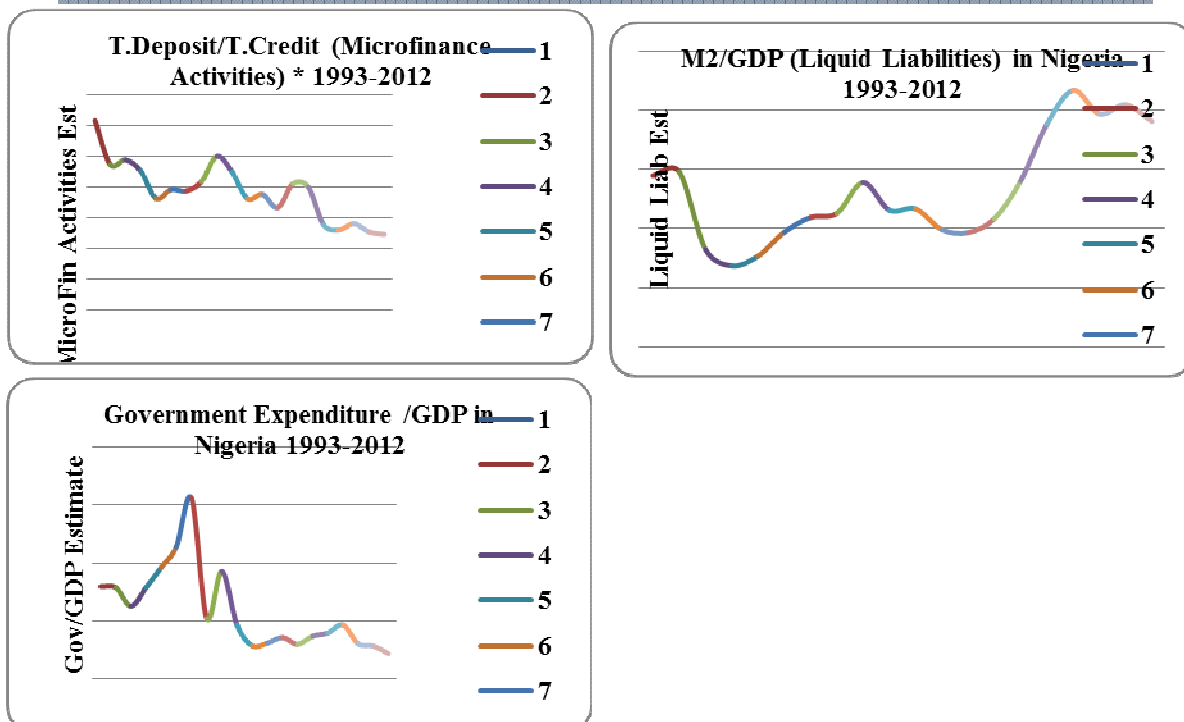 T.Deposit/T.Credit (Microfinance
Activities) * 1993-2012
MicroFin Activities Est
1
2
3
4
5
6
7
M2/GDP (Liquid Liabilities) in Nigeria
1993-2012
Liquid Liab Est
1
2
3
4
5
6
7
Government Expenditure /GDP in
Nigeria 1993-2012
Gov/GDP Estimate
1
2
3
4
5
6
7